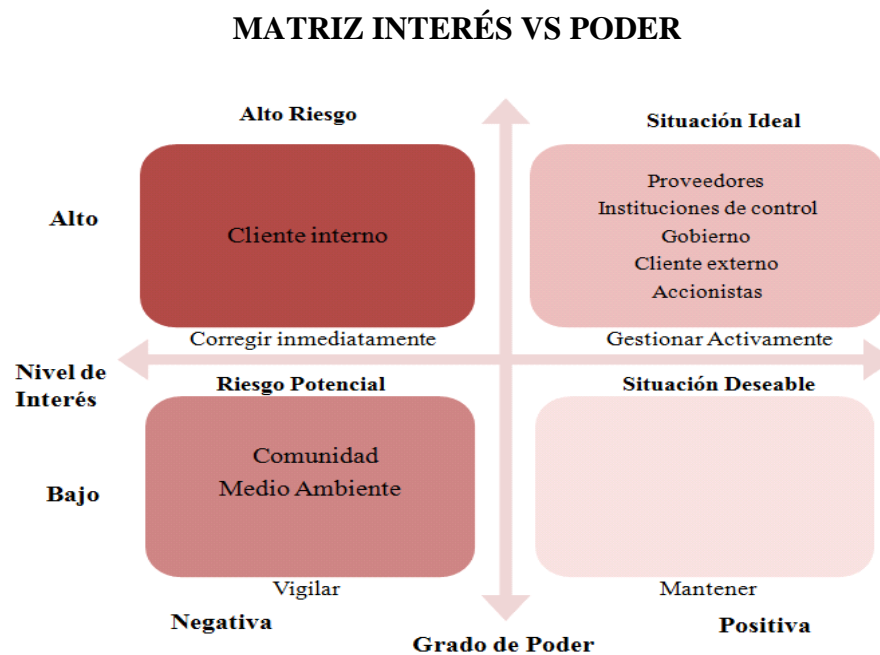 MATRIZ INTERÉS VS PODER
Alto Riesgo
Situación Ideal
Alto
Cliente interno
Proveedores
Instituciones de control
Gobierno
Cliente externo
Accionistas
Corregir inmediatamente
Gestionar Activamente
Nivel de
Interés
Riesgo Potencial
Situación Deseable
Bajo
Comunidad
Medio Ambiente
Vigilar
Mantener
Negativa
Grado de Poder
Positiva